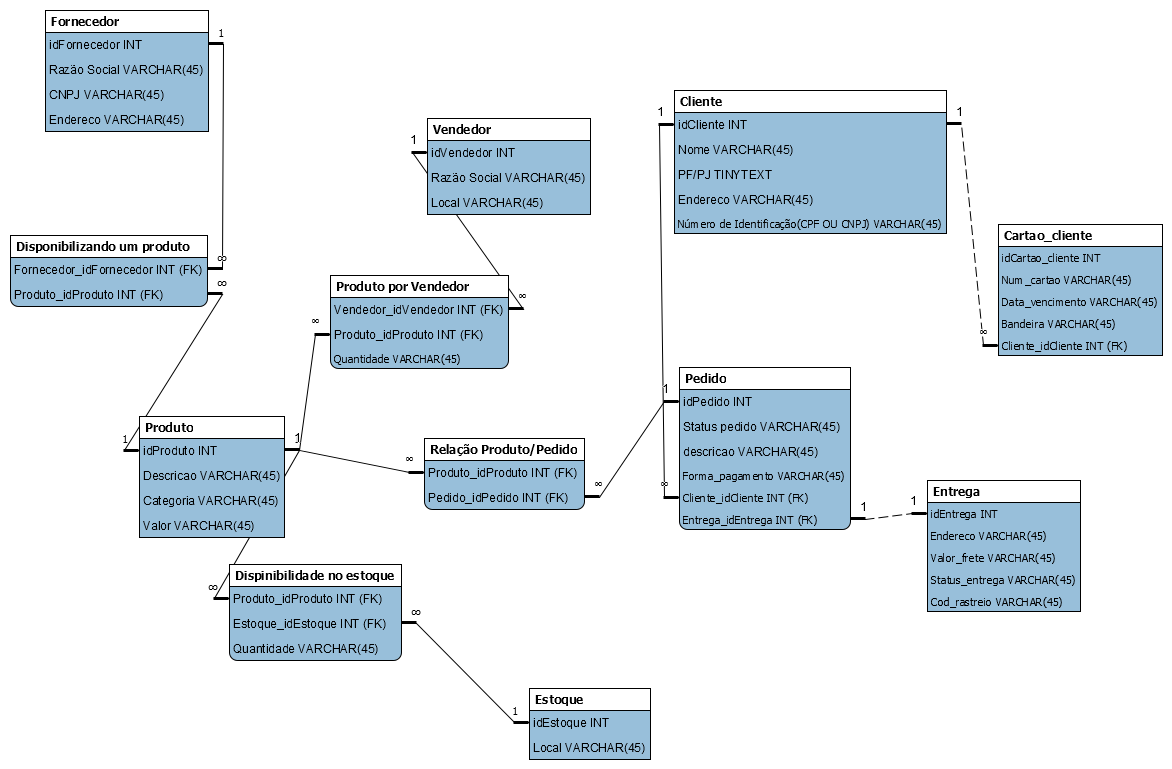 Fornecedor
idFornecedor INT
Razão Social VARCHAR(45)
CNPJ VARCHAR(45)
Endereco VARCHAR(45)
1
∞
Disponibilizando um produto
Fornecedor_idFornecedor INT (FK)
Produto_idProduto INT (FK)
∞
1
Vendedor
idVendedor INT
Razão Social VARCHAR(45)
Local VARCHAR(45)
1
∞
Produto por Vendedor
Vendedor_idVendedor INT (FK)
Produto_idProduto INT (FK)
Quantidade VARCHAR(45)
∞
1
Cliente
idCliente INT
Nome VARCHAR(45)
PF/PJ TINYTEXT
Endereco VARCHAR(45)
Número de Identificação(CPF OU CNPJ) VARCHAR(45)
1
1
Cartao_cliente
idCartao_cliente INT
Num_cartao VARCHAR(45)
Data_vencimento VARCHAR(45)
Bandeira VARCHAR(45)
Cliente_idCliente INT (FK)
∞
Produto
idProduto INT
Descricao VARCHAR(45)
Categoria VARCHAR(45)
Valor VARCHAR(45)
Relação Produto/Pedido
Produto_idProduto INT (FK)
Pedido_idPedido INT (FK)
∞
∞
Pedido
idPedido INT
Status pedido VARCHAR(45)
descricao VARCHAR(45)
Forma_pagamento VARCHAR(45)
Cliente_idCliente INT (FK)
Entrega_idEntrega INT (FK)
1
∞
1
1
Entrega
idEntrega INT
Endereco VARCHAR(45)
Valor_frete VARCHAR(45)
Status_entrega VARCHAR(45)
Cod_rastreio VARCHAR(45)
Dispinibilidade no estoque
Produto_idProduto INT (FK)
Estoque_idEstoque INT (FK)
Quantidade VARCHAR(45)
∞
∞
1
Estoque
idEstoque INT
Local VARCHAR(45)